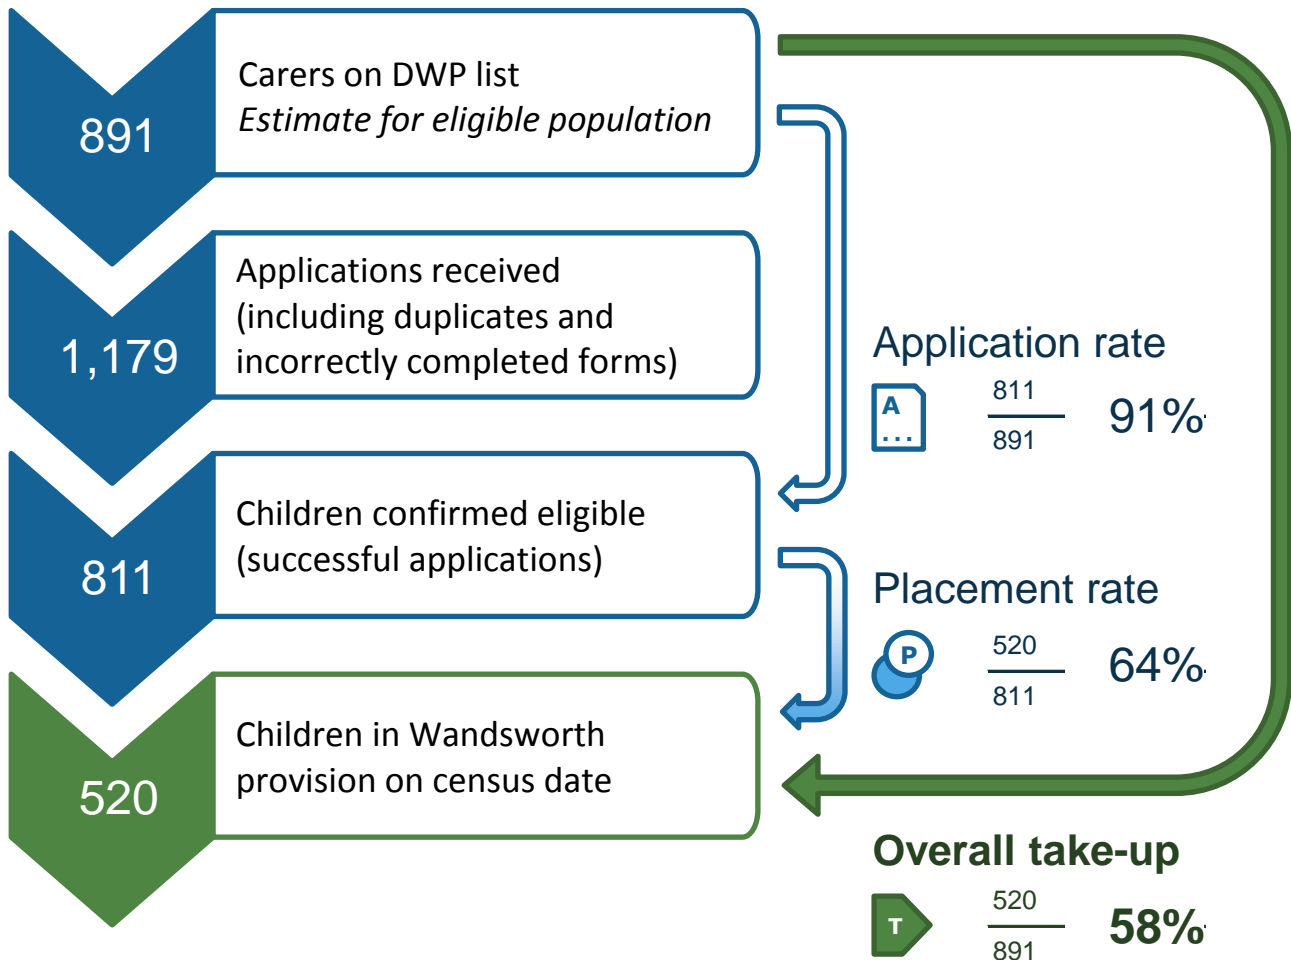 891
Carers on DWP list
Estimate for eligible population
1,179
Applications received
(including duplicates and
incorrectly completed forms)
811
Children confirmed eligible
(successful applications)
520
Children in Wandsworth
provision on census date
Application rate
A
...
811
891
91%
Placement rate
P
520
811
64%
Overall take-up
T
520
891
58%